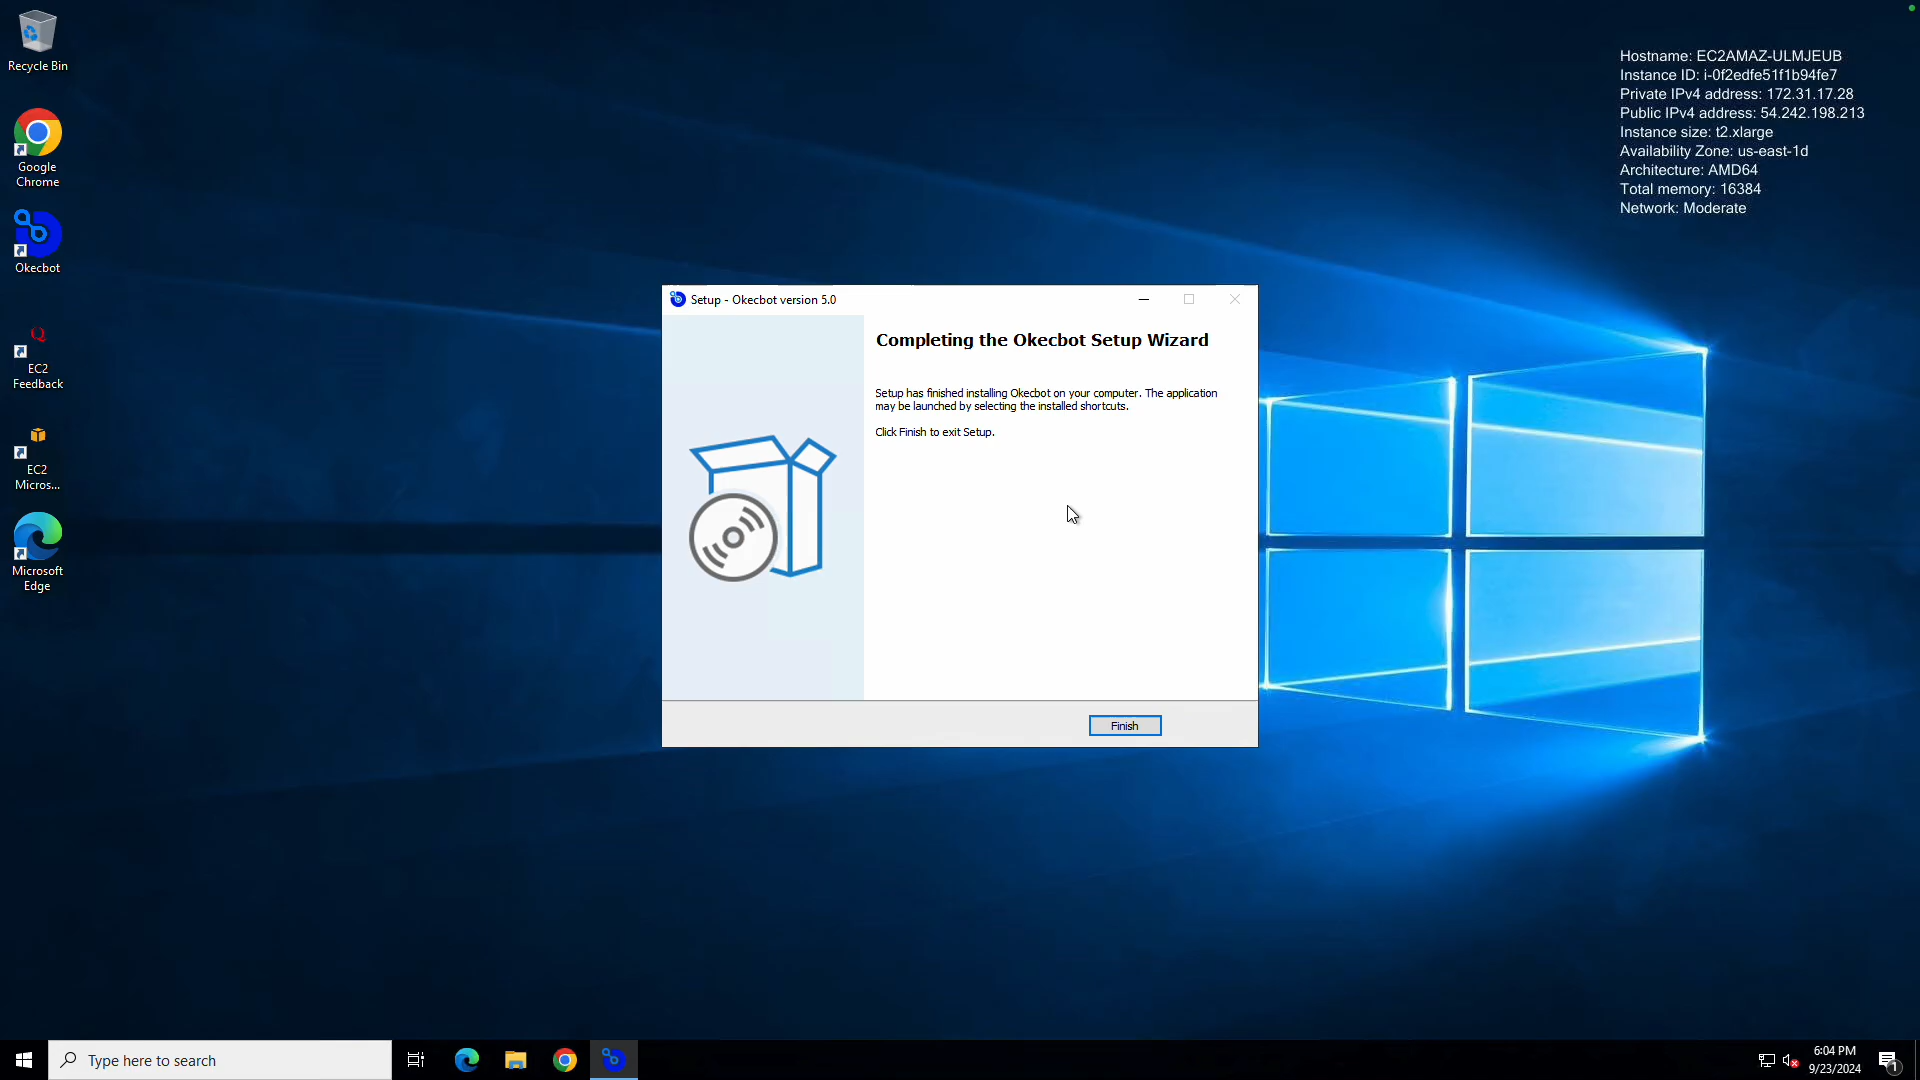 Recycle Bin
Google
Chrome
Okecbot
EC2
Feedback
EC2
Micros...
Microsoft
Edge
Hostname: EC2AMAZ-ULMJEUB
Instance ID: i-0f2edfe51f1b94fe7
Private IPv4 address: 172.31.17.28
Public IPv4 address: 54.242.198.213
Instance size: t2.xlarge
Availability Zone: us-east-1d
Architecture: AMD64
Total memory: 16384
Network: Moderate
Setup - Okecbot version 5.0
Completing the Okecbot Setup Wizard
Setup has finished installing Okecbot on your computer. The application
may be launched by selecting the installed shortcuts.
Click Finish to exit Setup.
Finish
Type here to search
6:04 PM
9/23/2024
1